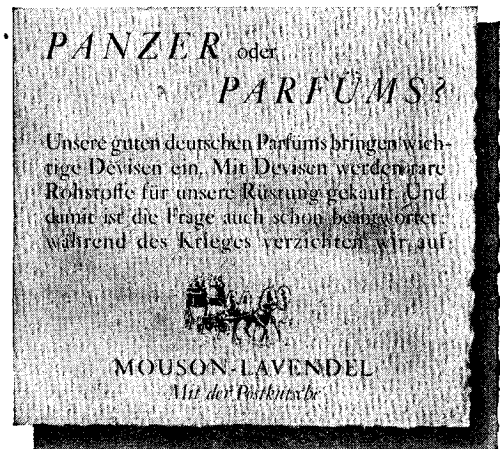 PANZER oder
PARFÜMS?
Unsere guten deutschen Parfüms bringen wich-
tige Devisen ein. Mit Devisen werden rare
Rohstoffe für unsere Rüstung gekauft. Und
damit ist die Frage auch schon beantwortet:
während des Krieges verzichten wir auf
MOUSON-LAVENDEL
Mit der Postkutsche